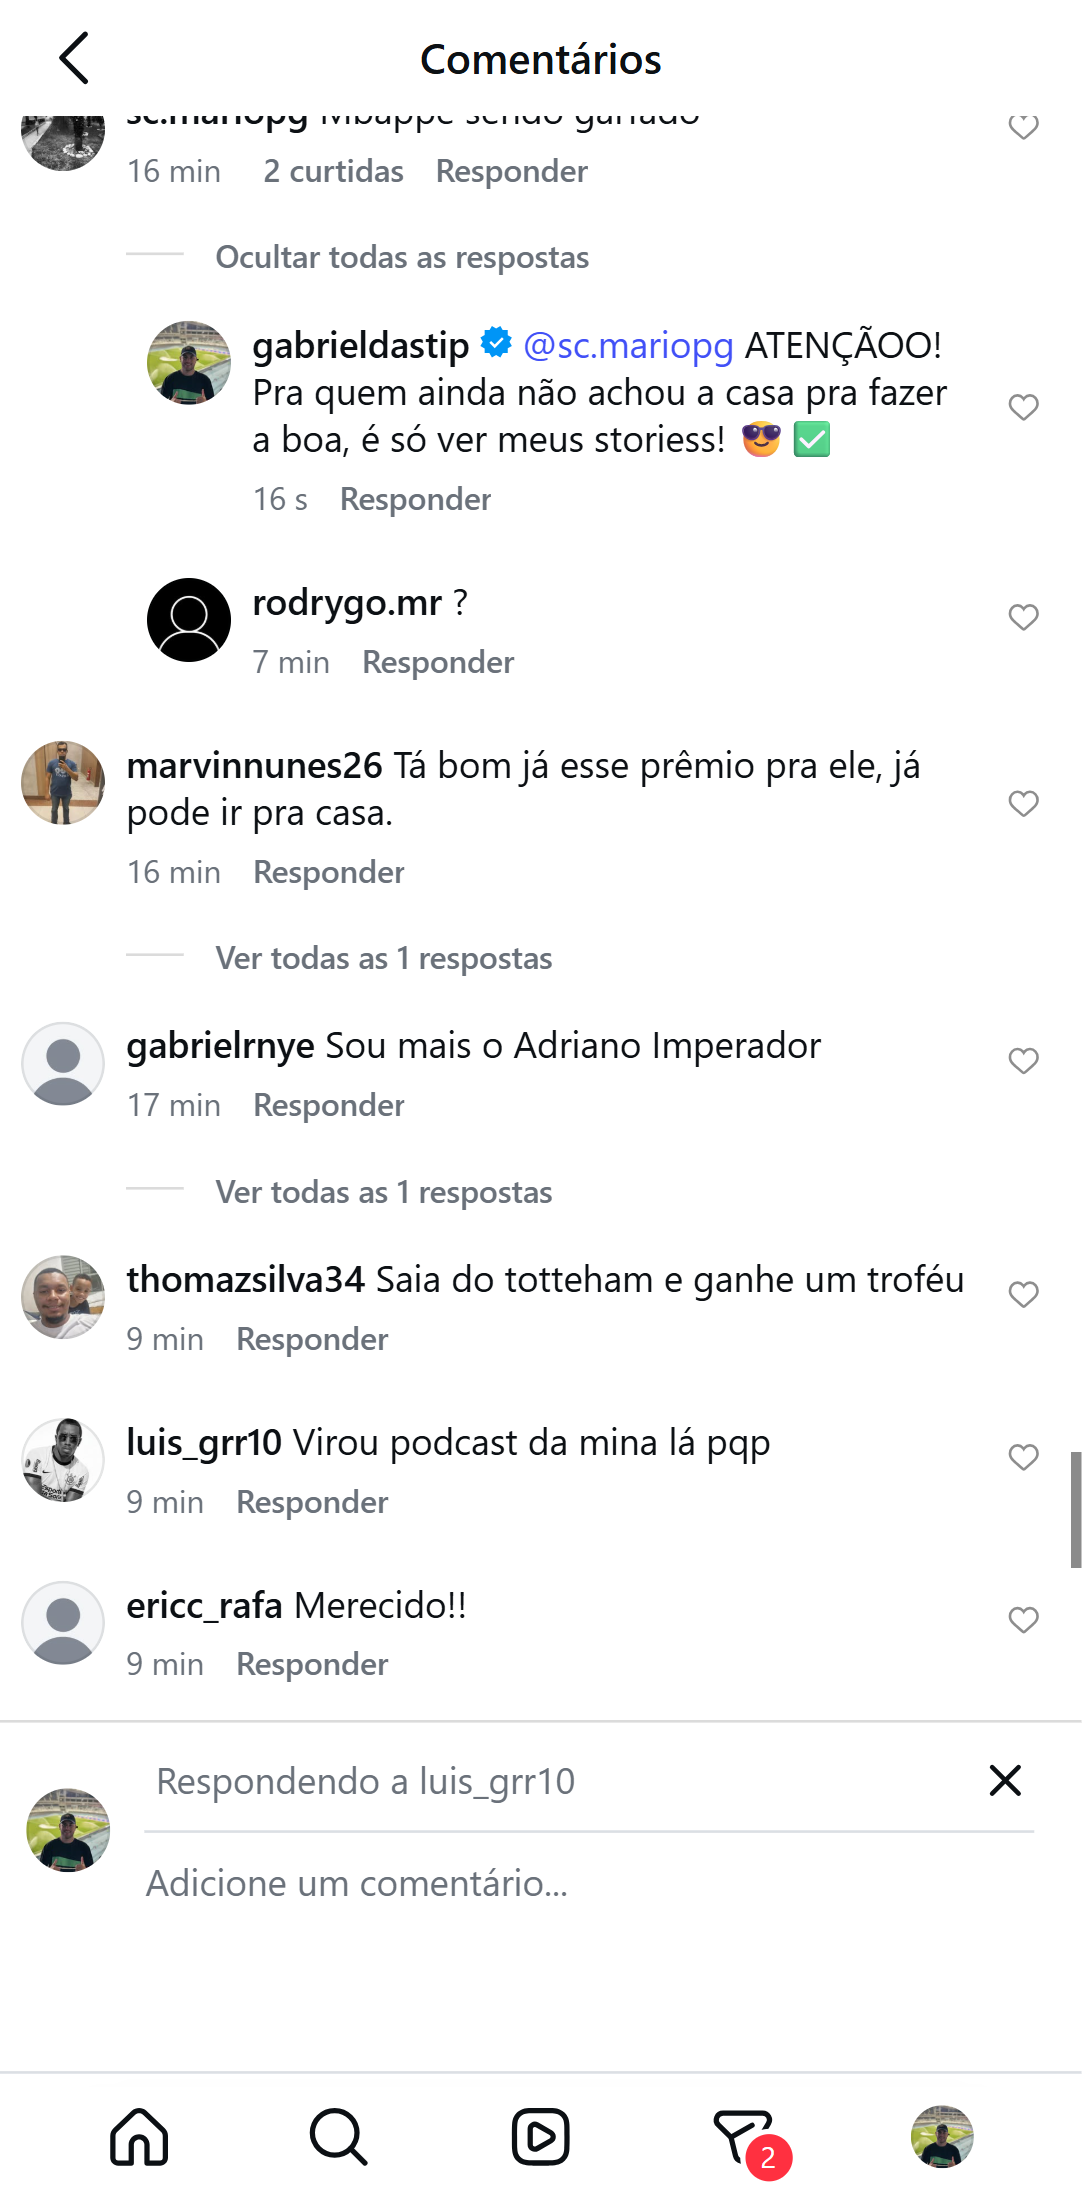 Comentários
sc.mariopg Mbappe sendo garfado
16 min 2 curtidas Responder
Ocultar todas as respostas
gabrieldastip @sc.mariopg ATENÇÃOO!
Pra quem ainda não achou a casa pra fazer
a boa, é só ver meus storiess! 😎 ✅
16 s Responder
rodrygo.mr ?
7 min Responder
marvinnunes26 Tá bom já esse prêmio pra ele, já
pode ir pra casa.
16 min Responder
Ver todas as 1 respostas
gabrielrnye Sou mais o Adriano Imperador
17 min Responder
Ver todas as 1 respostas
thomazsilva34 Saia do totteham e ganhe um troféu
9 min Responder
luis_grr10 Virou podcast da mina lá pqp
9 min Responder
ericc_rafa Merecido!!
9 min Responder
Respondendo a luis_grr10
Adicione um comentário...
2